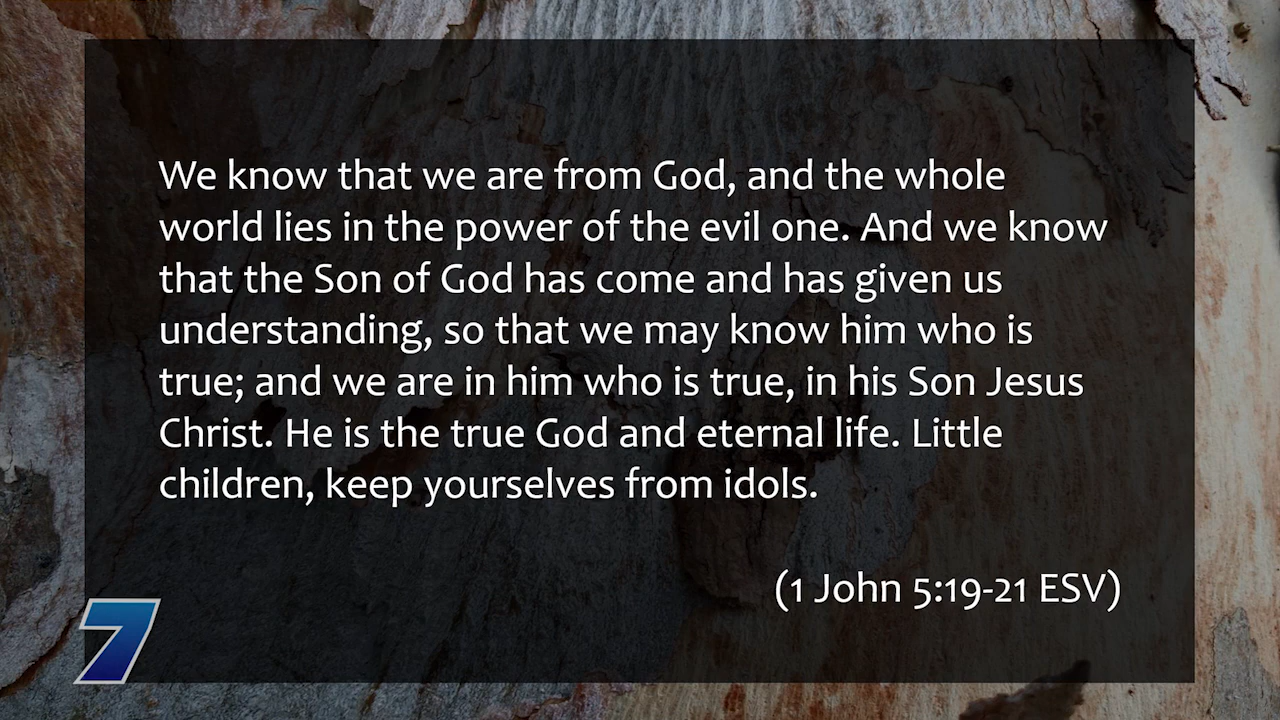 We know that we are from God, and the whole
world lies in the power of the evil one. And we know
that the Son of God has come and has given us
understanding, so that we may know him who is
true; and we are in him who is true, in his Son Jesus
Christ. He is the true God and eternal life. Little
children, keep yourselves from idols.
(1 John 5:19-21 ESV)
7